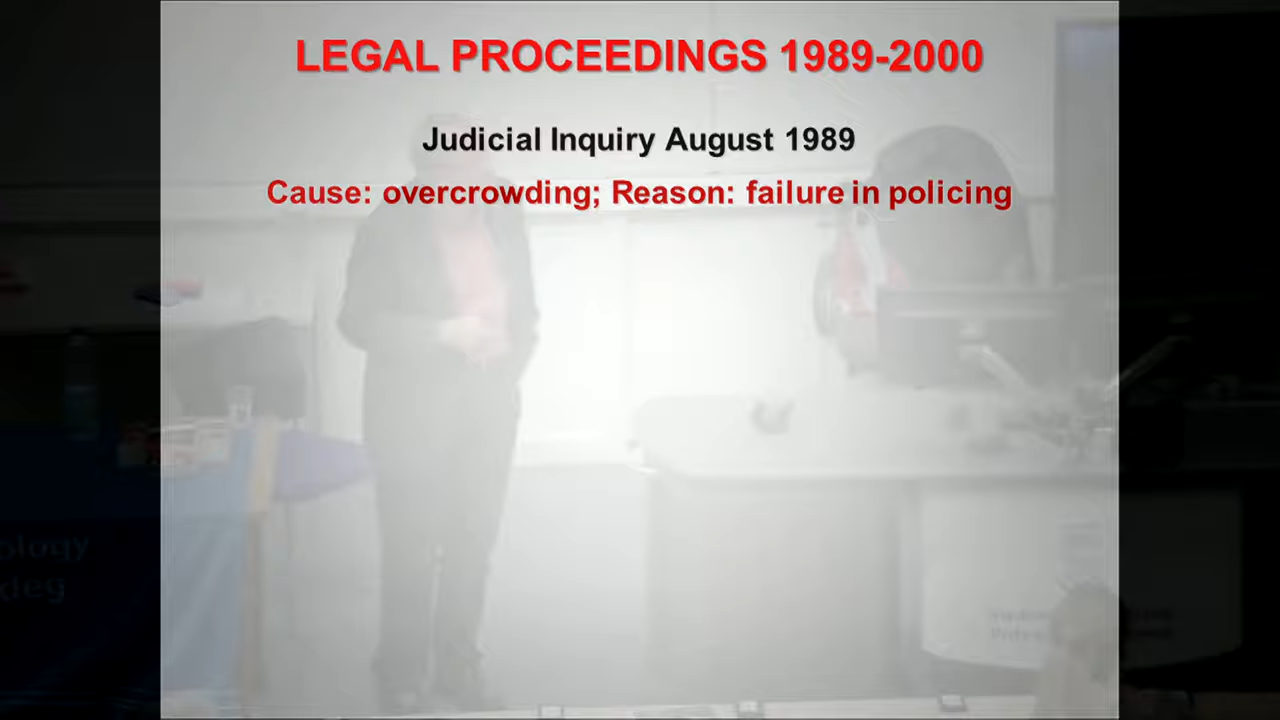 LEGAL PROCEEDINGS 1989-2000
Judicial Inquiry August 1989
Cause: overcrowding; Reason: failure in policing